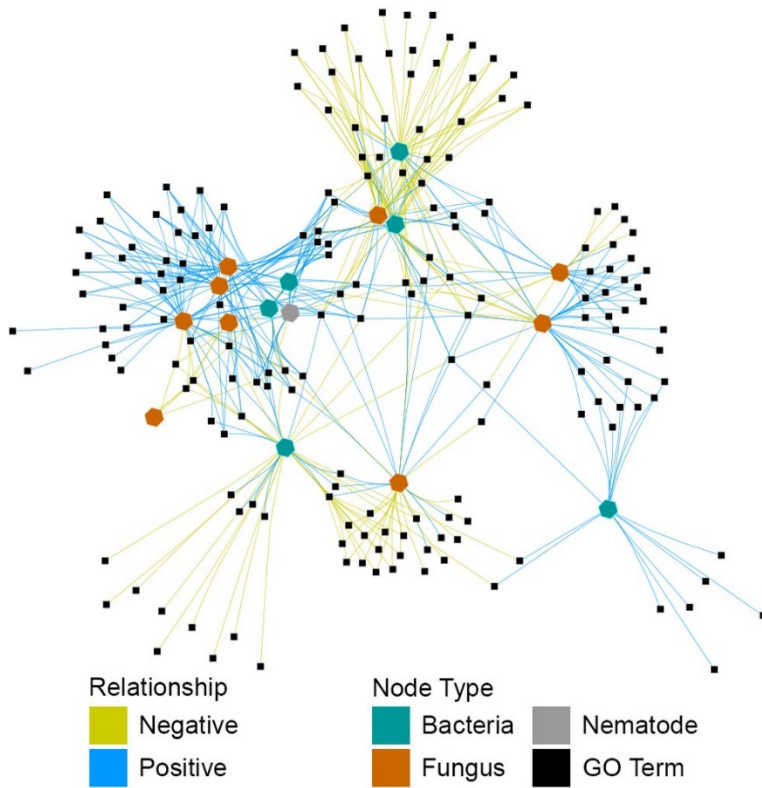 Relationship
Negative
Positive
Node Type
Bacteria
Fungus
Nematode
GO Term